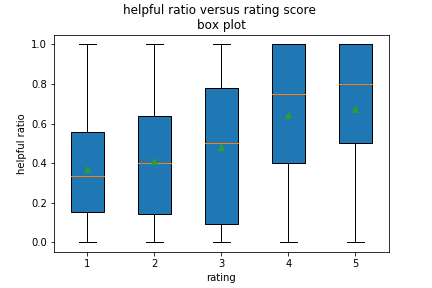 helpful ratio versus rating score
box plot
1.0
0.8
0.6
0.4
0.2
0.0
helpful ratio
1 2 3 4 5
rating